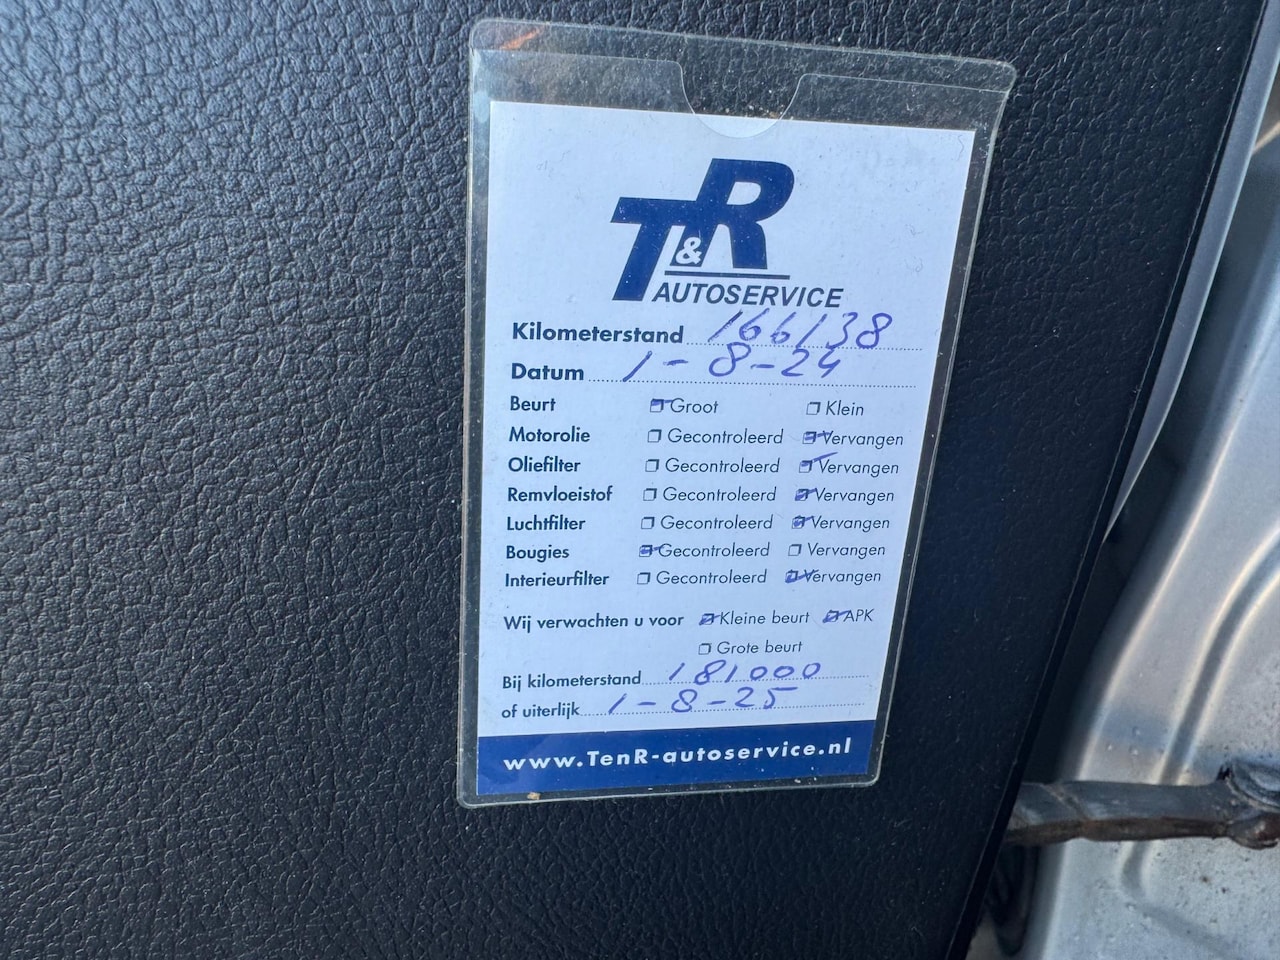 T&R
AUTOSERVICE
Kilometerstand 166138
Datum 1-8-24
Beurt Groot Klein
Motorolie Gecontroleerd Vervangen
Oliefilter Gecontroleerd Vervangen
Remvloeistof Gecontroleerd Vervangen
Luchtfilter Gecontroleerd Vervangen
Bougies Gecontroleerd Vervangen
Interieurfilter Gecontroleerd Vervangen
Wij verwachten u voor Kleine beurt APK
Grote beurt
Bij kilometerstand 181000
of uiterlijk 1-8-25
www.TenR-autoservice.nl